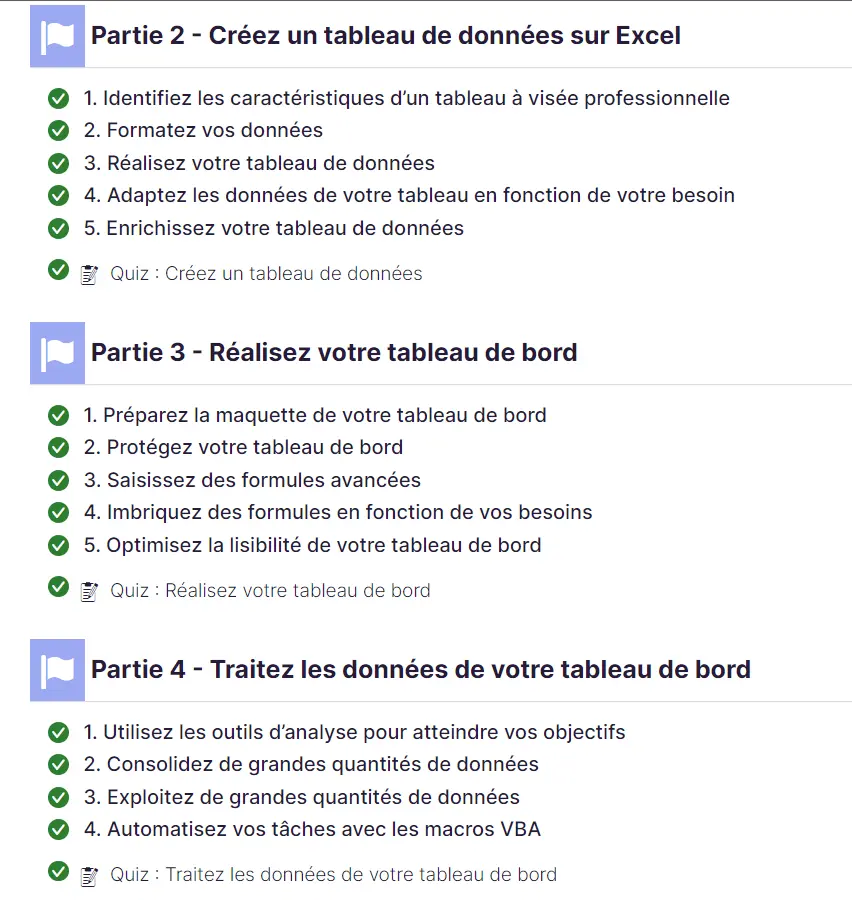 Partie 2 - Créez un tableau de données sur Excel
1. Identifiez les caractéristiques d’un tableau à visée professionnelle
2. Formatez vos données
3. Réalisez votre tableau de données
4. Adaptez les données de votre tableau en fonction de votre besoin
5. Enrichissez votre tableau de données
Quiz : Créez un tableau de données
Partie 3 - Réalisez votre tableau de bord
1. Préparez la maquette de votre tableau de bord
2. Protégez votre tableau de bord
3. Saisissez des formules avancées
4. Imbriquez des formules en fonction de vos besoins
5. Optimisez la lisibilité de votre tableau de bord
Quiz : Réalisez votre tableau de bord
Partie 4 - Traitez les données de votre tableau de bord
1. Utilisez les outils d’analyse pour atteindre vos objectifs
2. Consolidez de grandes quantités de données
3. Exploitez de grandes quantités de données
4. Automatisez vos tâches avec les macros VBA
Quiz : Traitez les données de votre tableau de bord